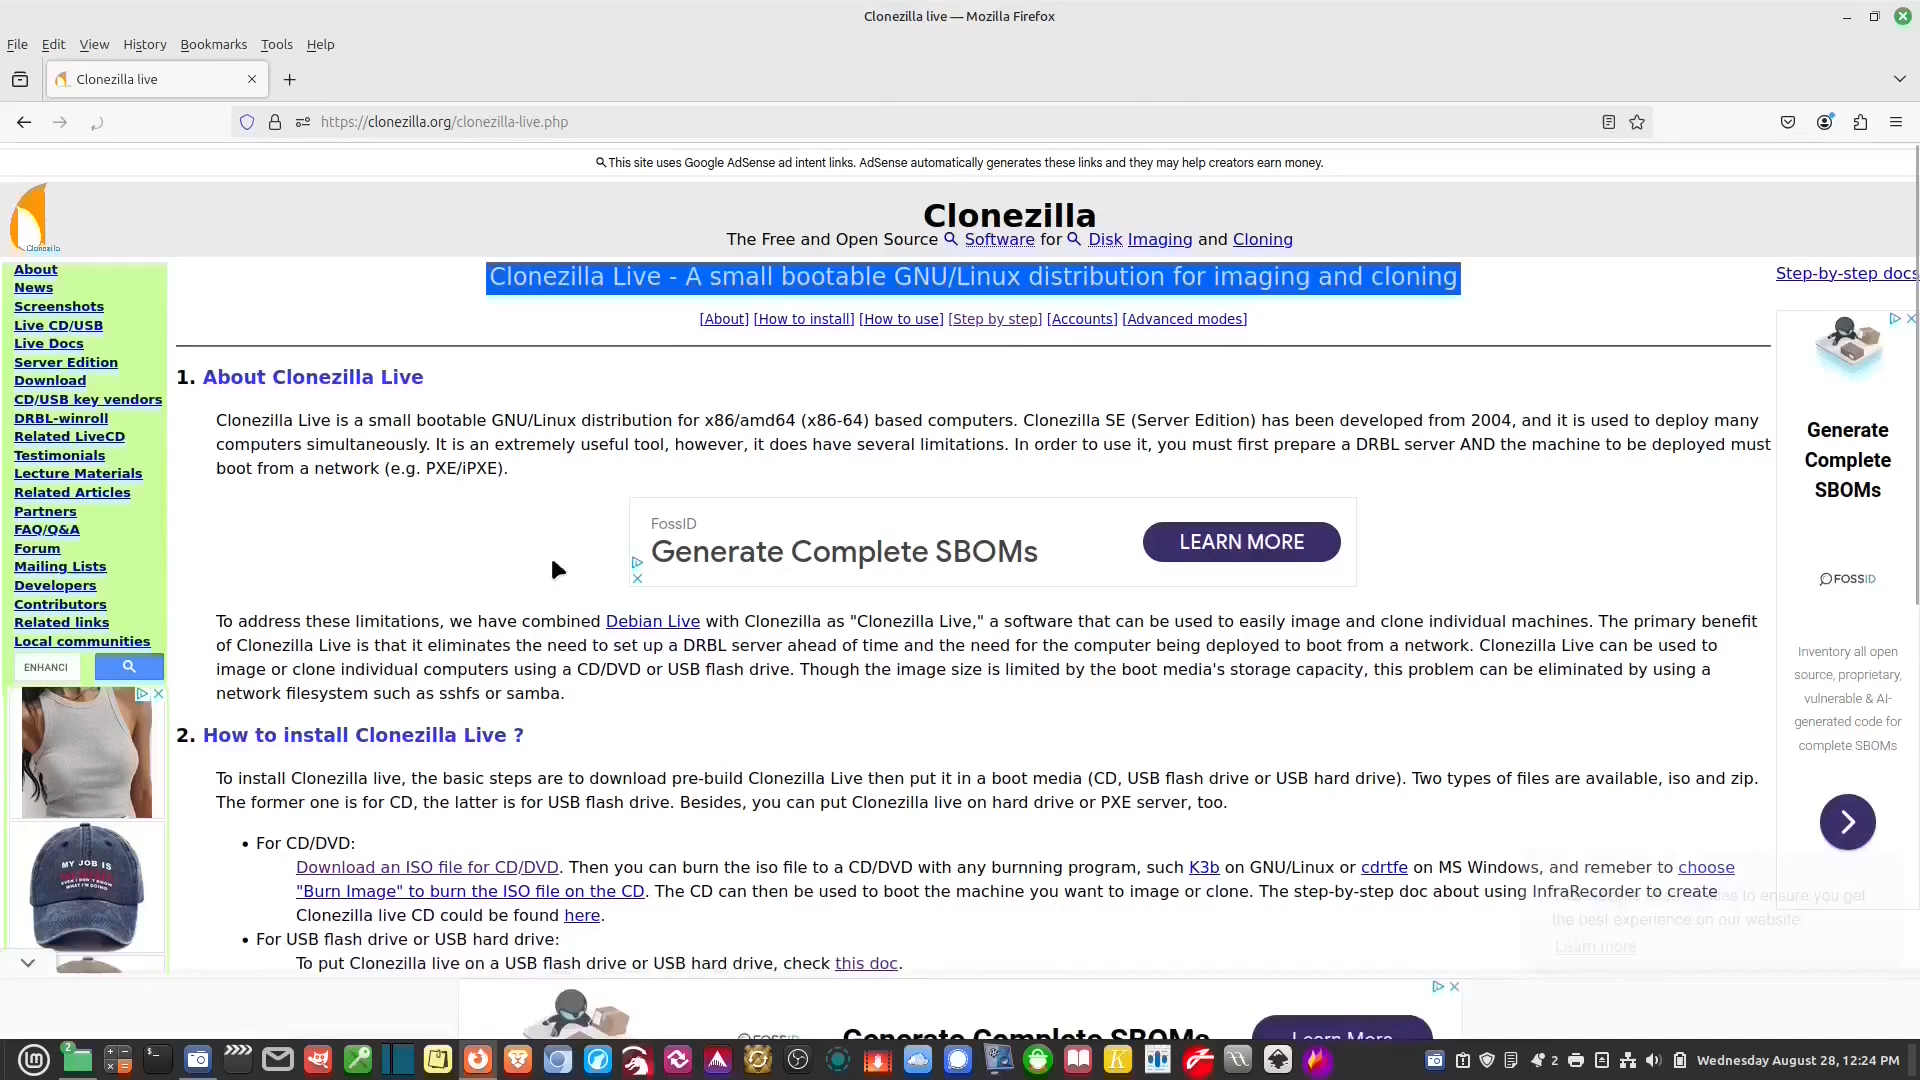 Clonezilla live — Mozilla Firefox
File Edit View History Bookmarks Tools Help
Clonezilla live
https://clonezilla.org/clonezilla-live.php
This site uses Google AdSense ad intent links. AdSense automatically generates these links and they may help creators earn money.
Clonezilla
Clonezilla
The Free and Open Source Software for Disk Imaging and Cloning
About
News
Screenshots
Live CD/USB
Live Docs
Server Edition
Download
CD/USB key vendors
DRBL-winroll
Related LiveCD
Testimonials
Lecture Materials
Related Articles
Partners
FAQ/Q&A
Forum
Mailing Lists
Developers
Contributors
Related links
Local communities
ENHANCI
MY JOB IS
Clonezilla Live - A small bootable GNU/Linux distribution for imaging and cloning
[About] [How to install] [How to use] [Step by step] [Accounts] [Advanced modes]
1. About Clonezilla Live
Clonezilla Live is a small bootable GNU/Linux distribution for x86/amd64 (x86-64) based computers. Clonezilla SE (Server Edition) has been developed from 2004, and it is used to deploy many
computers simultaneously. It is an extremely useful tool, however, it does have several limitations. In order to use it, you must first prepare a DRBL server AND the machine to be deployed must
boot from a network (e.g. PXE/iPXE).
FossID
Generate Complete SBOMs
LEARN MORE
To address these limitations, we have combined Debian Live with Clonezilla as "Clonezilla Live," a software that can be used to easily image and clone individual machines. The primary benefit
of Clonezilla Live is that it eliminates the need to set up a DRBL server ahead of time and the need for the computer being deployed to boot from a network. Clonezilla Live can be used to
image or clone individual computers using a CD/DVD or USB flash drive. Though the image size is limited by the boot media's storage capacity, this problem can be eliminated by using a
network filesystem such as sshfs or samba.
2. How to install Clonezilla Live ?
To install Clonezilla live, the basic steps are to download pre-build Clonezilla Live then put it in a boot media (CD, USB flash drive or USB hard drive). Two types of files are available, iso and zip.
The former one is for CD, the latter is for USB flash drive. Besides, you can put Clonezilla live on hard drive or PXE server, too.
• For CD/DVD:
Download an ISO file for CD/DVD. Then you can burn the iso file to a CD/DVD with any burnning program, such K3b on GNU/Linux or cdrtfe on MS Windows, and remeber to choose
"Burn Image" to burn the ISO file on the CD. The CD can then be used to boot the machine you want to image or clone. The step-by-step doc about using InfraRecorder to create
Clonezilla live CD could be found here.
• For USB flash drive or USB hard drive:
To put Clonezilla live on a USB flash drive or USB hard drive, check this doc.
Step-by-step docs
Generate
Complete
SBOMs
FOSSID
Inventory all open
source, proprietary,
vulnerable & AI-
generated code for
complete SBOMs
to ensure you get
the best experience on our website.
Learn more
FOSSID
Generate Complete SBOMs
Learn More
2
2
Wednesday August 28, 12:24 PM